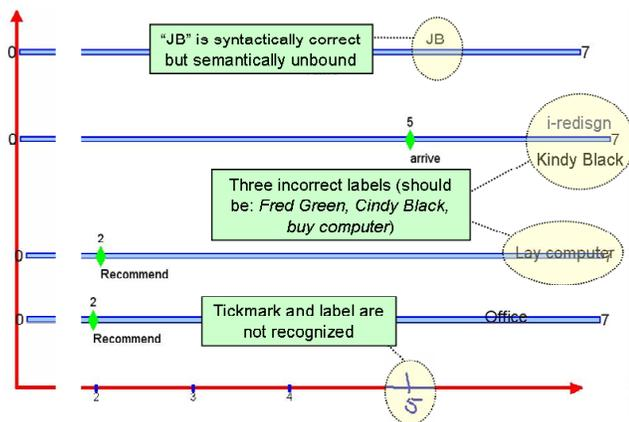 "JB" is syntactically correct
but semantically unbound
JB
0
7
5
i-redisgn
0
7
arrive
Kindy Black
Three incorrect labels (should
be: Fred Green, Cindy Black,
buy computer)
2
0
Lay computer
7
Recommend
2
Tickmark and label are
not recognized
0
Office
7
Recommend
2
3
4
5